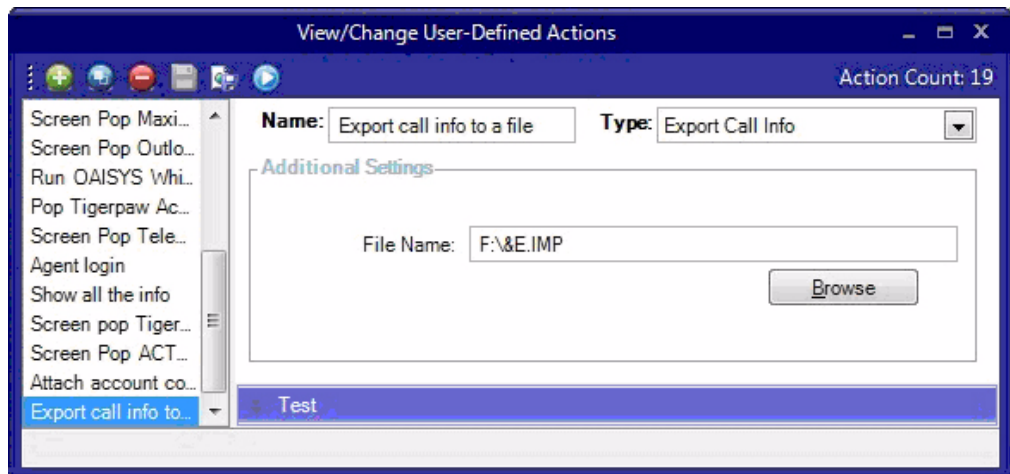 View/Change User-Defined Actions
Action Count: 19
Screen Pop Maxi...
Screen Pop Outlo...
Run OAISYS Whi...
Pop Tigerpaw Ac...
Screen Pop Tele...
Agent login
Show all the info
Screen pop Tiger...
Screen Pop ACT...
Attach account co...
Export call info to...
Name: Export call info to a file Type: Export Call Info
Additional Settings
File Name: F:\&E.IMP
Browse
Test